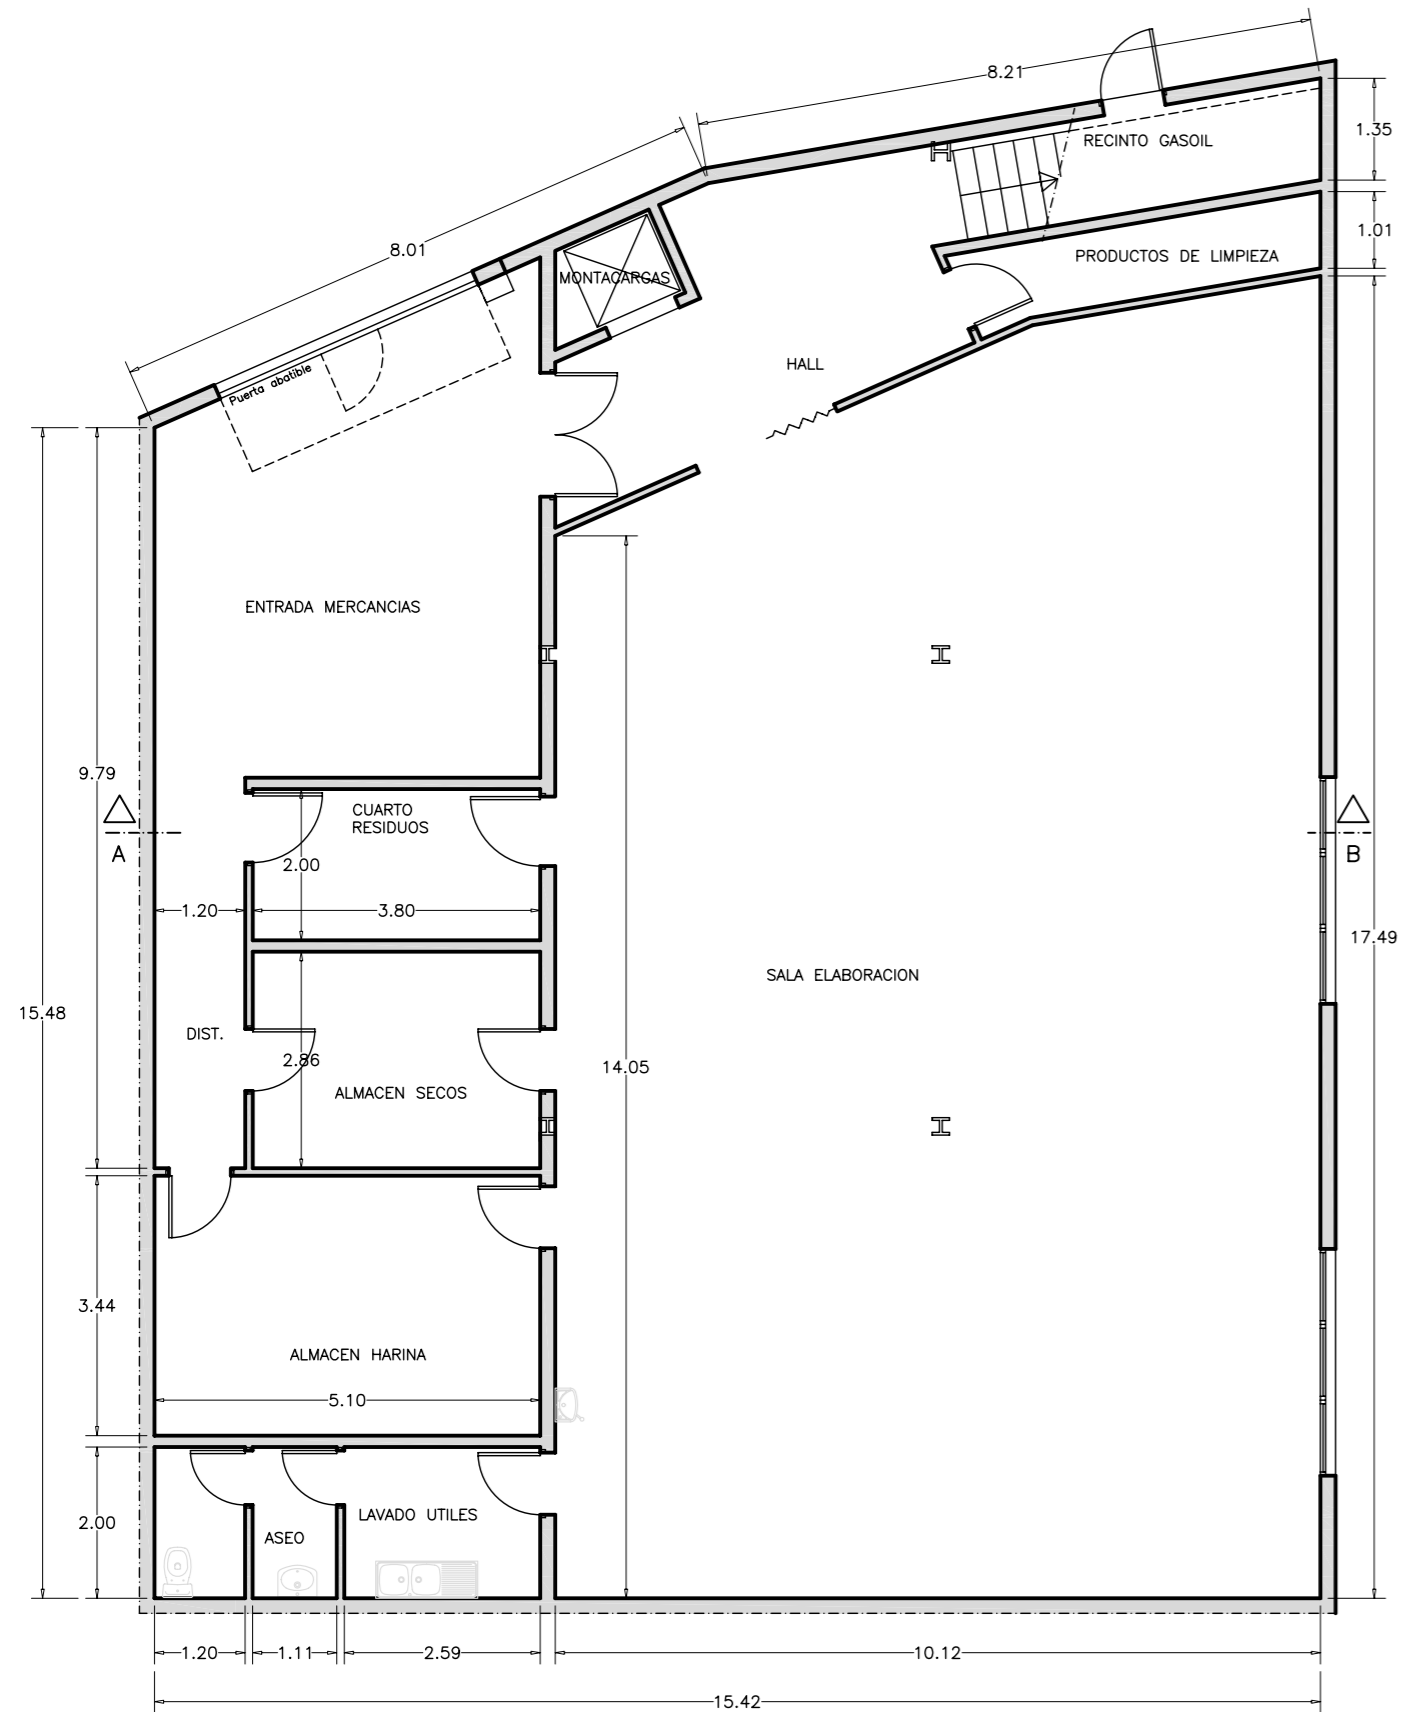 8.21
RECINTO GASOIL
1.35
8.01
1.01
PRODUCTOS DE LIMPIEZA
MONTACARGAS
HALL
Puerta abatible
ENTRADA MERCANCIAS
9.79
CUARTO
RESIDUOS
A
B
2.00
1.20
3.80
17.49
SALA ELABORACION
15.48
DIST.
2.86
14.05
ALMACEN SECOS
3.44
ALMACEN HARINA
5.10
LAVADO UTILES
2.00
ASEO
1.20
1.11
2.59
10.12
15.42